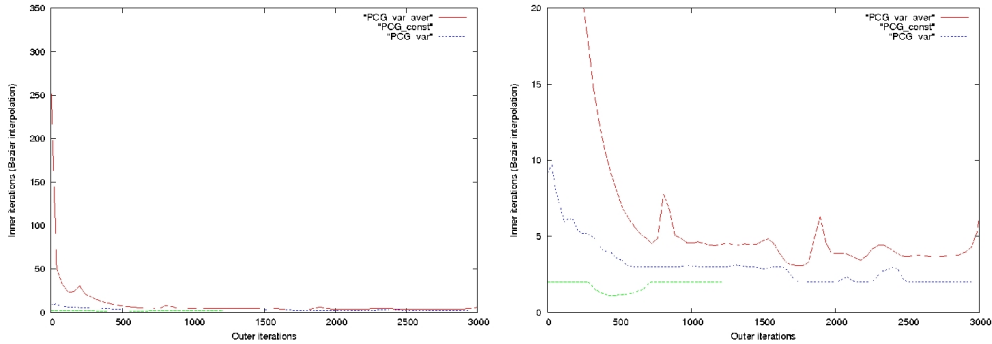 350
300
250
200
150
100
50
0
0 500 1000 1500 2000 2500 3000
Inner iterations (Bezier interpolation)
Outer iterations
"PCG_var_aver"
"PCG_const"
"PCG_var"
20
15
10
5
0
0 500 1000 1500 2000 2500 3000
Inner iterations (Bezier interpolation)
Outer iterations
"PCG_var_aver"
"PCG_const"
"PCG_var"